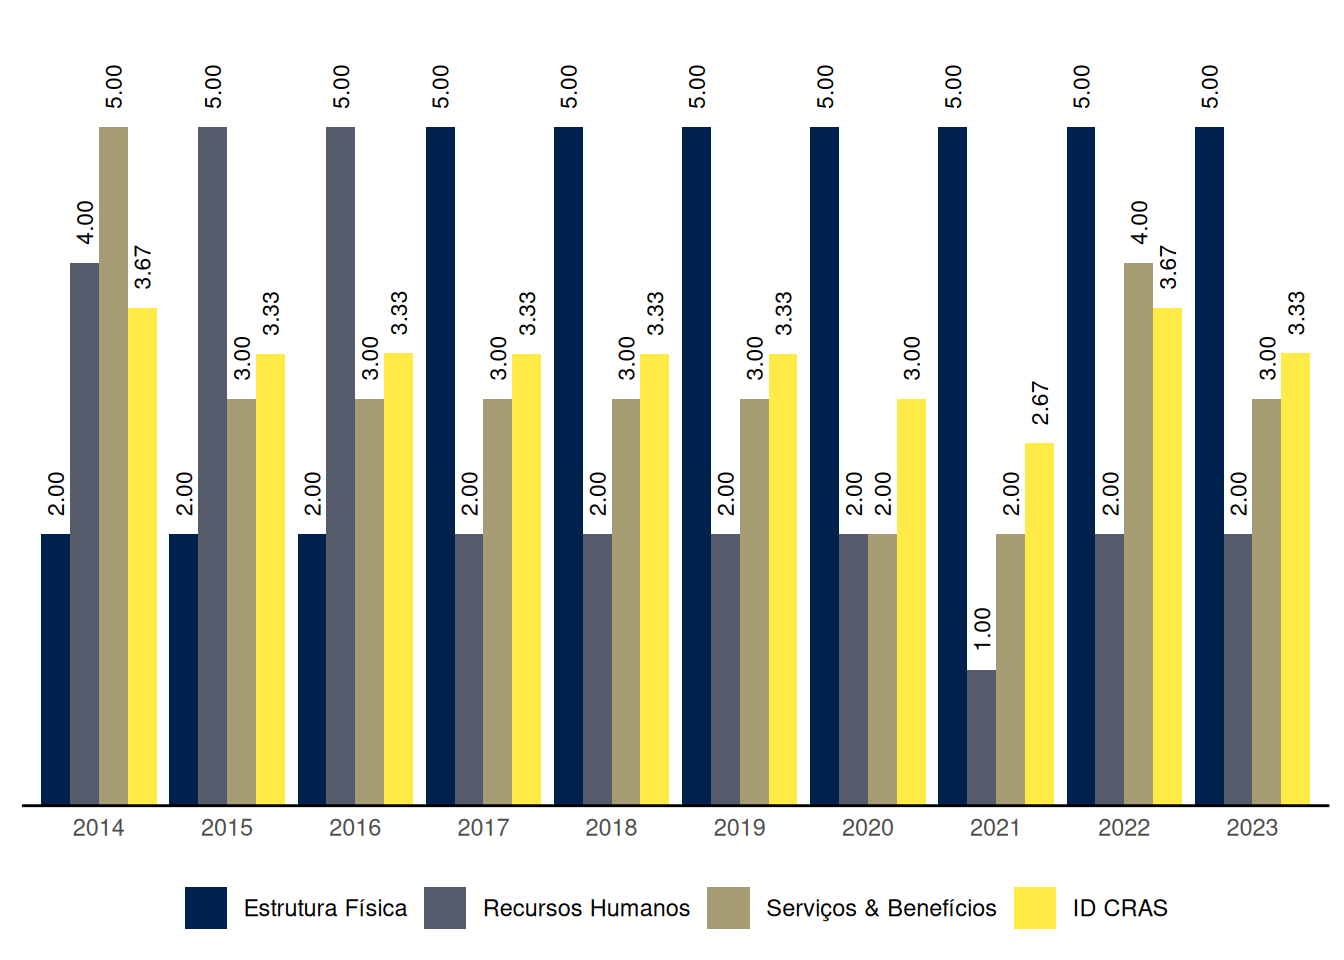 5.00 5.00 5.00 5.00 5.00 5.00 5.00 5.00 5.00 5.00
4.00 4.00
3.67 3.67
3.33 3.33 3.33 3.33 3.33 3.33
3.00 3.00 3.00 3.00 3.00 3.00 3.00
2.67
2.00 2.00 2.00 2.00 2.00 2.00 2.00 2.00 2.00 2.00 2.00
1.00
2014 2015 2016 2017 2018 2019 2020 2021 2022 2023
Estrutura Física Recursos Humanos Serviços & Benefícios ID CRAS